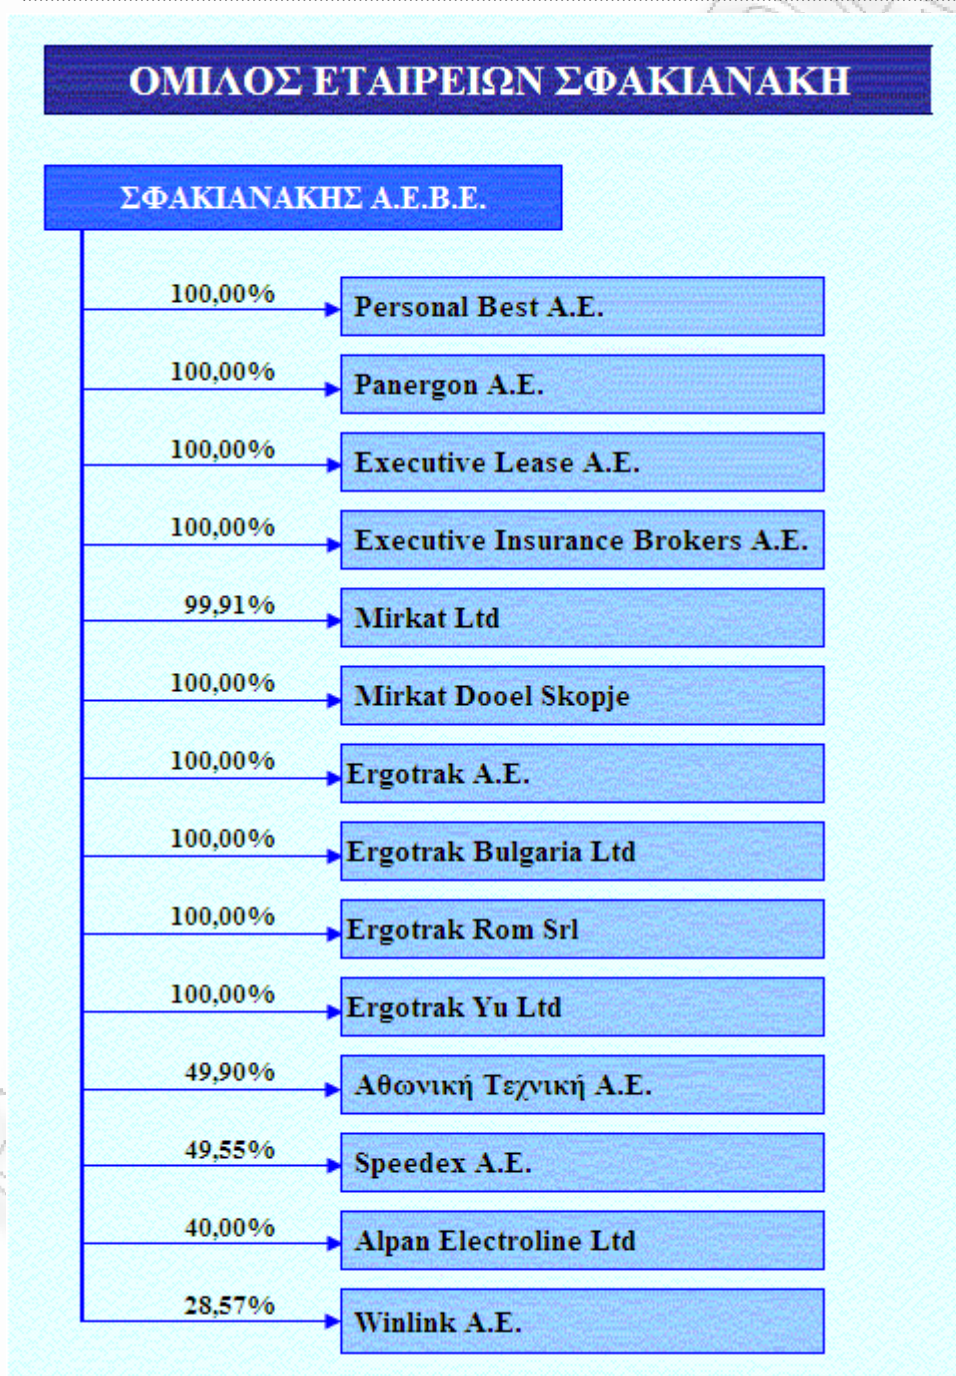 ΟΜΙΛΟΣ ΕΤΑΙΡΕΙΩΝ ΣΦΑΚΙΑΝΑΚΗ
ΣΦΑΚΙΑΝΑΚΗΣ Α.Ε.Β.Ε.
100,00% Personal Best A.E.
100,00% Panergon A.E.
100,00% Executive Lease A.E.
100,00% Executive Insurance Brokers A.E.
99,91% Mirkat Ltd
100,00% Mirkat Dooel Skopje
100,00% Ergotrak A.E.
100,00% Ergotrak Bulgaria Ltd
100,00% Ergotrak Rom Srl
100,00% Ergotrak Yu Ltd
49,90% Αθωνική Τεχνική Α.Ε.
49,55% Speedex A.E.
40,00% Alpan Electroline Ltd
28,57% Winlink A.E.